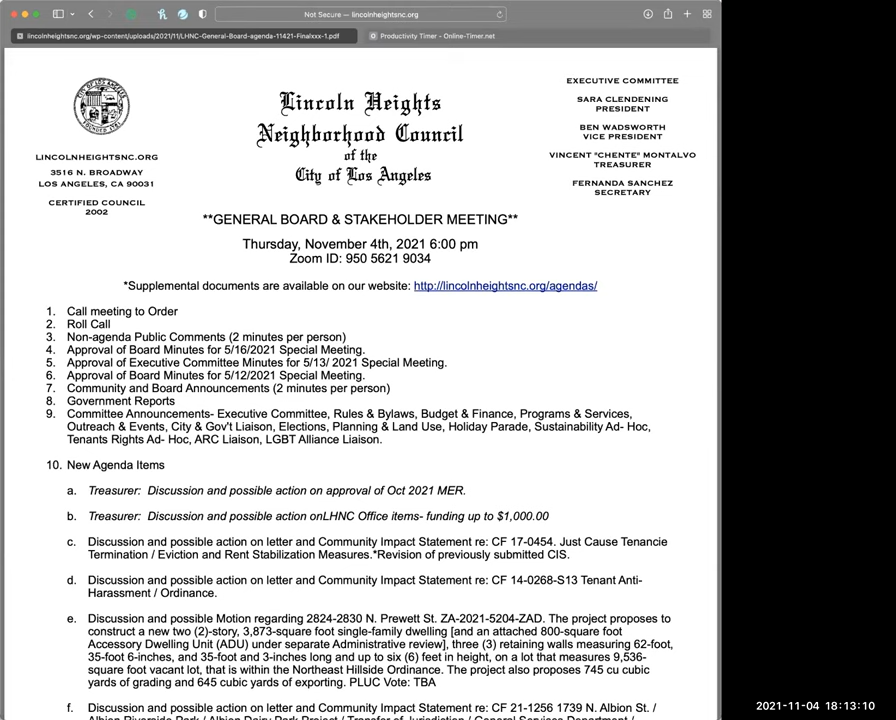 Not Secure — lincolnheightsnc.org
lincolnheightsnc.org/wp-content/uploads/2021/11/LHNC-General-Board-agenda-11421-Finalxxx-1.pdf
Productivity Timer - Online-Timer.net
LINCOLNHEIGHTSNC.ORG
3516 N. BROADWAY
LOS ANGELES, CA 90031
CERTIFIED COUNCIL
2002
Lincoln Heights
Neighborhood Council
of the
City of Los Angeles
EXECUTIVE COMMITTEE
SARA CLENDENING
PRESIDENT
BEN WADSWORTH
VICE PRESIDENT
VINCENT "CHENTE" MONTALVO
TREASURER
FERNANDA SANCHEZ
SECRETARY
**GENERAL BOARD & STAKEHOLDER MEETING**
Thursday, November 4th, 2021 6:00 pm
Zoom ID: 950 5621 9034
*Supplemental documents are available on our website: http://lincolnheightsnc.org/agendas/
1. Call meeting to Order
2. Roll Call
3. Non-agenda Public Comments (2 minutes per person)
4. Approval of Board Minutes for 5/16/2021 Special Meeting.
5. Approval of Executive Committee Minutes for 5/13/ 2021 Special Meeting.
6. Approval of Board Minutes for 5/12/2021 Special Meeting.
7. Community and Board Announcements (2 minutes per person)
8. Government Reports
9. Committee Announcements- Executive Committee, Rules & Bylaws, Budget & Finance, Programs & Services,
Outreach & Events, City & Gov't Liaison, Elections, Planning & Land Use, Holiday Parade, Sustainability Ad- Hoc,
Tenants Rights Ad- Hoc, ARC Liaison, LGBT Alliance Liaison.
10. New Agenda Items
a. Treasurer: Discussion and possible action on approval of Oct 2021 MER.
b. Treasurer: Discussion and possible action onLHNC Office items- funding up to $1,000.00
c. Discussion and possible action on letter and Community Impact Statement re: CF 17-0454. Just Cause Tenancie
Termination / Eviction and Rent Stabilization Measures.*Revision of previously submitted CIS.
d. Discussion and possible action on letter and Community Impact Statement re: CF 14-0268-S13 Tenant Anti-
Harassment / Ordinance.
e. Discussion and possible Motion regarding 2824-2830 N. Prewett St. ZA-2021-5204-ZAD. The project proposes to
construct a new two (2)-story, 3,873-square foot single-family dwelling [and an attached 800-square foot
Accessory Dwelling Unit (ADU) under separate Administrative review], three (3) retaining walls measuring 62-foot,
35-foot 6-inches, and 35-foot and 3-inches long and up to six (6) feet in height, on a lot that measures 9,536-
square foot vacant lot, that is within the Northeast Hillside Ordinance. The project also proposes 745 cu cubic
yards of grading and 645 cubic yards of exporting. PLUC Vote: TBA
f. Discussion and possible action on letter and Community Impact Statement re: CF 21-1256 1739 N. Albion St. /
Albion Riverside Park / Albion Dairy Park Project / Transfer of Jurisdiction / General Services Department /
2021-11-04 18:13:10